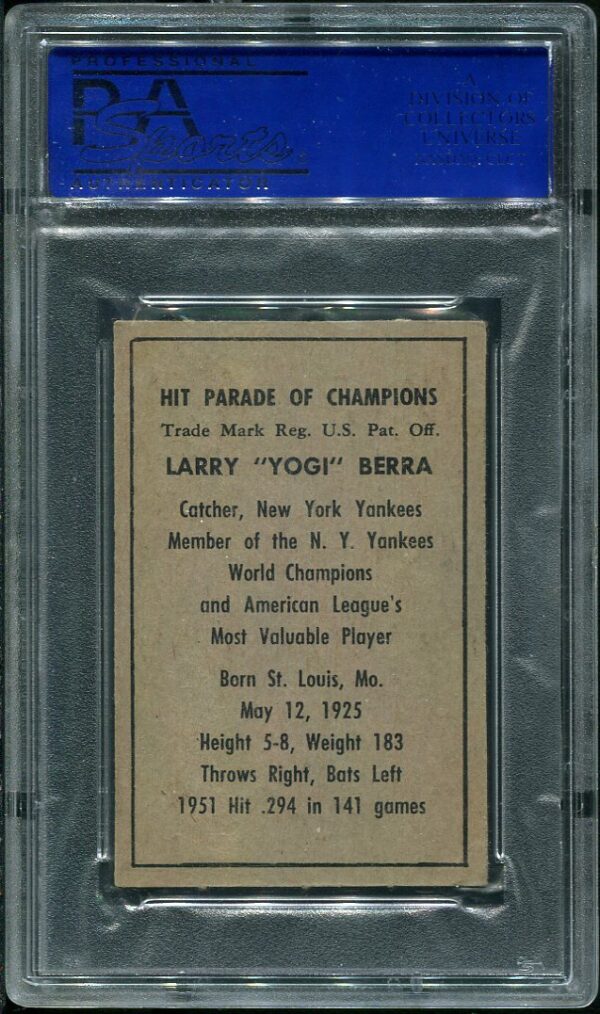 PROFESSIONAL
PSA
Sports
AUTHENTICATOR
A
DIVISION OF
COLLECTORS
UNIVERSE
NASDAQ: CLCT
HIT PARADE OF CHAMPIONS
Trade Mark Reg. U.S. Pat. Off.
LARRY "YOGI" BERRA
Catcher, New York Yankees
Member of the N. Y. Yankees
World Champions
and American League's
Most Valuable Player
Born St. Louis, Mo.
May 12, 1925
Height 5-8, Weight 183
Throws Right, Bats Left
1951 Hit .294 in 141 games